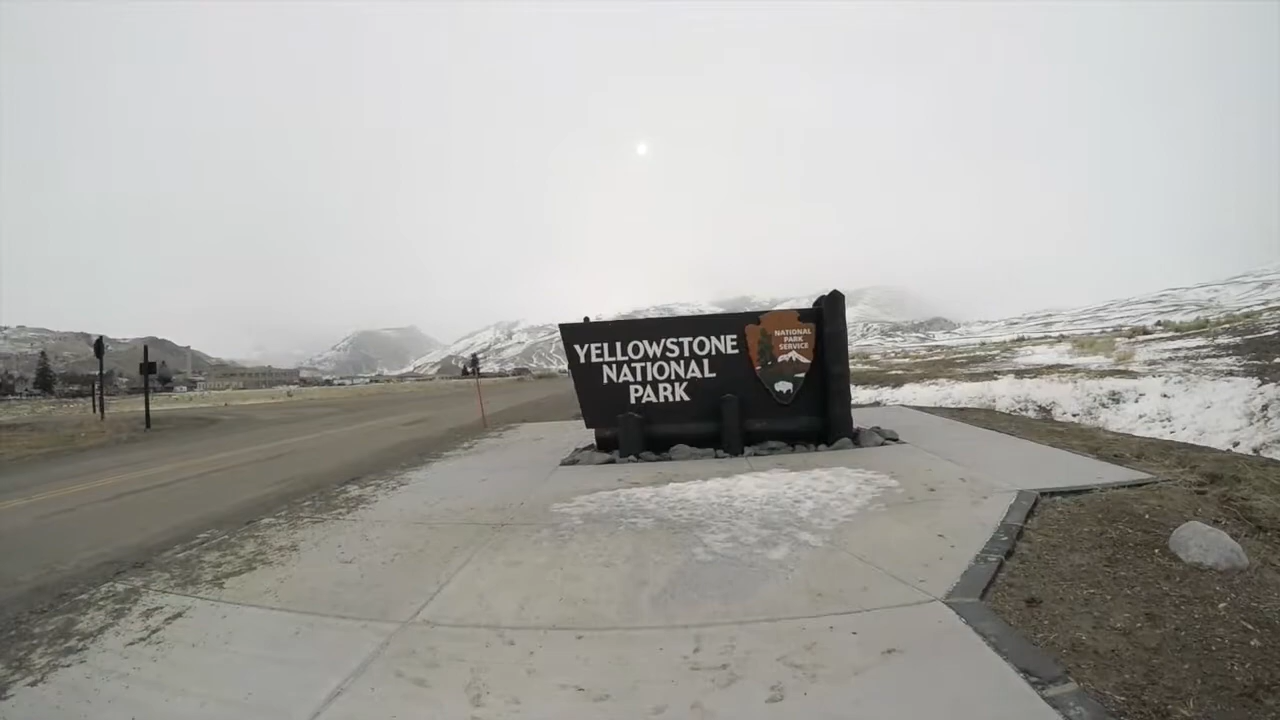 YELLOWSTONE
NATIONAL
PARK
NATIONAL
PARK
SERVICE